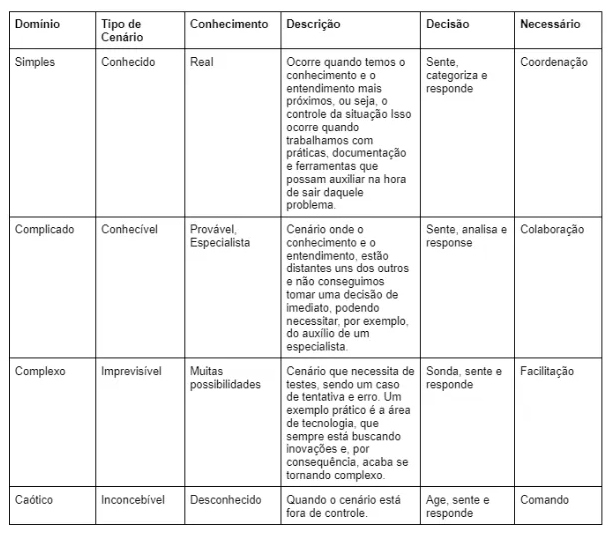 Domínio
Tipo de
Cenário
Conhecimento
Descrição
Decisão
Necessário
Simples
Conhecido
Real
Ocorre quando temos o
conhecimento e o
entendimento mais
próximos, ou seja, o
controle da situação Isso
ocorre quando
trabalhamos com
práticas, documentação
e ferramentas que
possam auxiliar na hora
de sair daquele
problema.
Sente,
categoriza e
responde
Coordenação
Complicado
Conhecível
Provável,
Especialista
Cenário onde o
conhecimento e o
entendimento, estão
distantes uns dos outros
e não conseguimos
tomar uma decisão de
imediato, podendo
necessitar, por exemplo,
do auxílio de um
especialista.
Sente, analisa e
response
Colaboração
Complexo
Imprevisível
Muitas
possibilidades
Cenário que necessita de
testes, sendo um caso
de tentativa e erro. Um
exemplo prático é a área
de tecnologia, que
sempre está buscando
inovações e, por
consequência, acaba se
tornando complexo.
Sonda, sente e
responde
Facilitação
Caótico
Inconcebível
Desconhecido
Quando o cenário está
fora de controle.
Age, sente e
responde
Comando